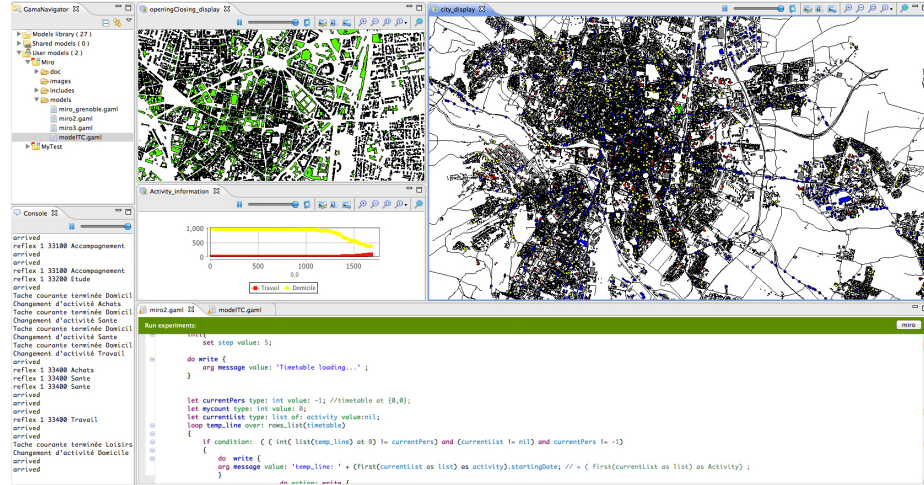 GamaNavigator
Models library ( 27 )
Shared models ( 0 )
User models ( 2 )
Miro
doc
images
includes
models
miro_grenoble.gaml
miro2.gaml
miro3.gaml
modelTC.gaml
MyTest
openingClosing_display
city_display
Activity_information
1,000
500
0
0 500 1000 1500
0.0
Travail Domicile
Console
arrived
reflex 1 33100 Accompagnement
arrived
arrived
reflex 1 33100 Accompagnement
reflex 1 33200 Etude
arrived
arrived
Tache courante terminée Domicil
Changement d'activité Achats
Tache courante terminée Domicil
Changement d'activité Sante
Tache courante terminée Domicil
Changement d'activité Sante
Tache courante terminée Domicil
Changement d'activité Travail
arrived
reflex 1 33400 Achats
reflex 1 33400 Sante
reflex 1 33400 Sante
arrived
arrived
arrived
reflex 1 33400 Travail
arrived
arrived
Tache courante terminée Loisirs
Changement d'activité Domicile
arrived
arrived
miro2.gaml modelTC.gaml
Run experiments: miro
init{
set step value: 5;
do write {
arg message value: 'Timetable loading...' ;
}
let currentPers type: int value: -1; //timetable at {0,0};
let mycount type: int value: 0;
let currentList type: list of: activity value:nil;
loop temp_line over: rows_list(timetable)
{
if condition: ( ( int( list(temp_line) at 0) != currentPers) and (currentList != nil) and currentPers != -1)
{
do write {
arg message value: 'temp_line: ' + (first(currentList as list) as activity).startingDate; // + ( first(currentList as list) as Activity) ;
}
do action: write {